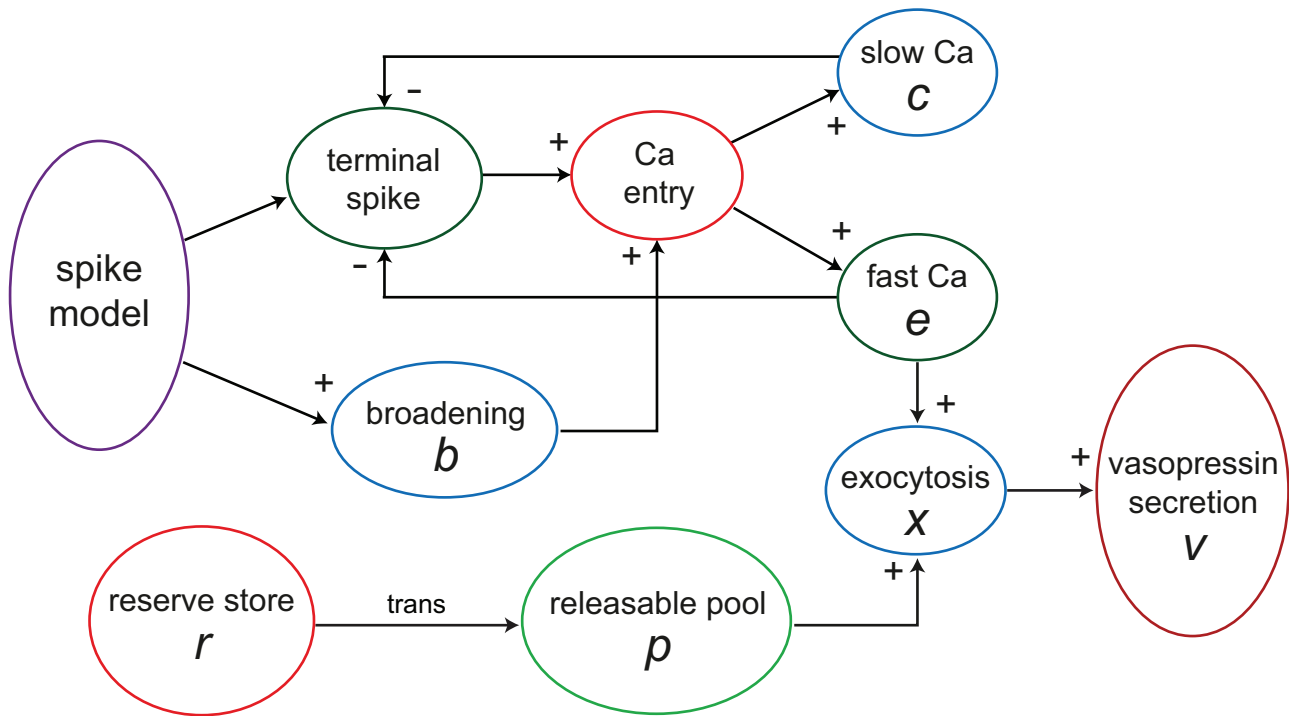 slow Ca
c
-
+
terminal
spike
+
Ca
entry
+
+
-
spike
model
fast Ca
e
+
broadening
b
+
+
exocytosis
x
+
vasopressin
secretion
v
reserve store
r
trans
releasable pool
p